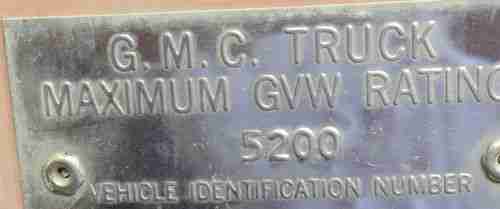 G.M.C. TRUCK
MAXIMUM GVW RATING
5200
VEHICLE IDENTIFICATION NUMBER